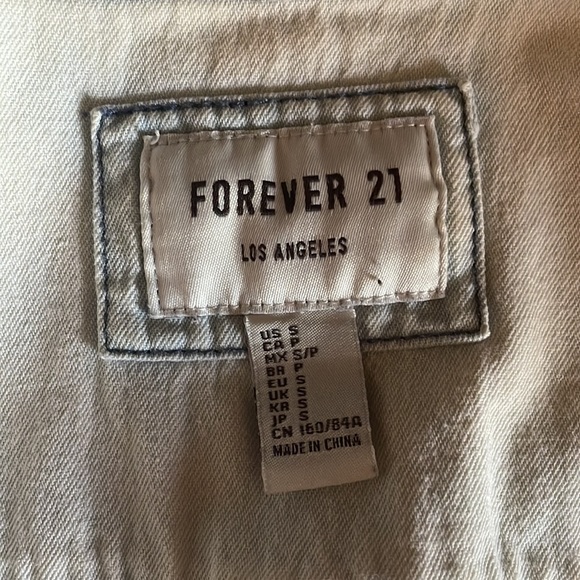 FOREVER 21
LOS ANGELES
US S
CA P
MX S/P
BR P
EU S
UK S
KR S
JP S
CN 160/84A
MADE IN CHINA